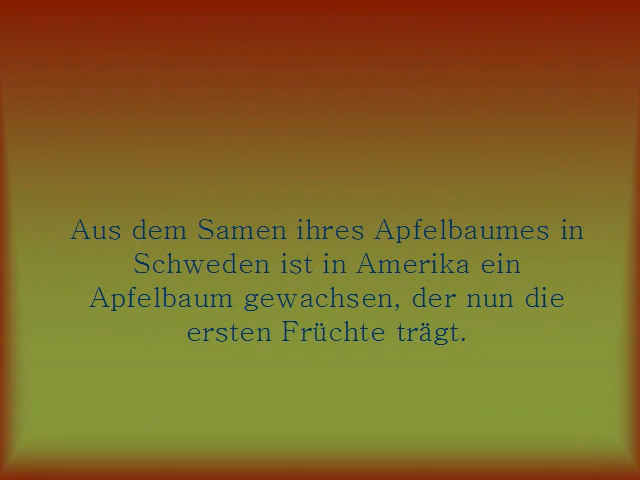 Aus dem Samen ihres Apfelbaumes in
Schweden ist in Amerika ein
Apfelbaum gewachsen, der nun die
ersten Früchte trägt.